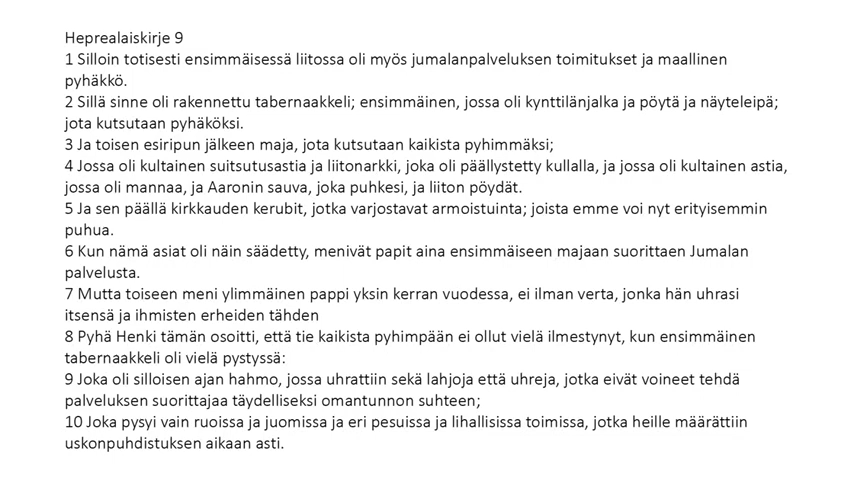 Heprealaiskirje 9
1 Silloin totisesti ensimmäisessä liitossa oli myös jumalanpalveluksen toimitukset ja maallinen
pyhäkkö.
2 Sillä sinne oli rakennettu tabernaakkeli; ensimmäinen, jossa oli kynttilänjalka ja pöytä ja näyteleipä;
jota kutsutaan pyhäköksi.
3 Ja toisen esiripun jälkeen maja, jota kutsutaan kaikista pyhimmäksi;
4 Jossa oli kultainen suitsutusastia ja liitonarkki, joka oli päällystetty kullalla, ja jossa oli kultainen astia,
jossa oli mannaa, ja Aaronin sauva, joka puhkesi, ja liiton pöydät.
5 Ja sen päällä kirkkauden kerubit, jotka varjostavat armoistuinta; joista emme voi nyt erityisemmin
puhua.
6 Kun nämä asiat oli näin säädetty, menivät papit aina ensimmäiseen majaan suorittaen Jumalan
palvelusta.
7 Mutta toiseen meni ylimmäinen pappi yksin kerran vuodessa, ei ilman verta, jonka hän uhrasi
itsensä ja ihmisten erheiden tähden
8 Pyhä Henki tämän osoitti, että tie kaikista pyhimpään ei ollut vielä ilmestynyt, kun ensimmäinen
tabernaakkeli oli vielä pystyssä:
9 Joka oli silloisen ajan hahmo, jossa uhrattiin sekä lahjoja että uhreja, jotka eivät voineet tehdä
palveluksen suorittajaa täydelliseksi omantunnon suhteen;
10 Joka pysyi vain ruoissa ja juomissa ja eri pesuissa ja lihallisissa toimissa, jotka heille määrättiin
uskonpuhdistuksen aikaan asti.